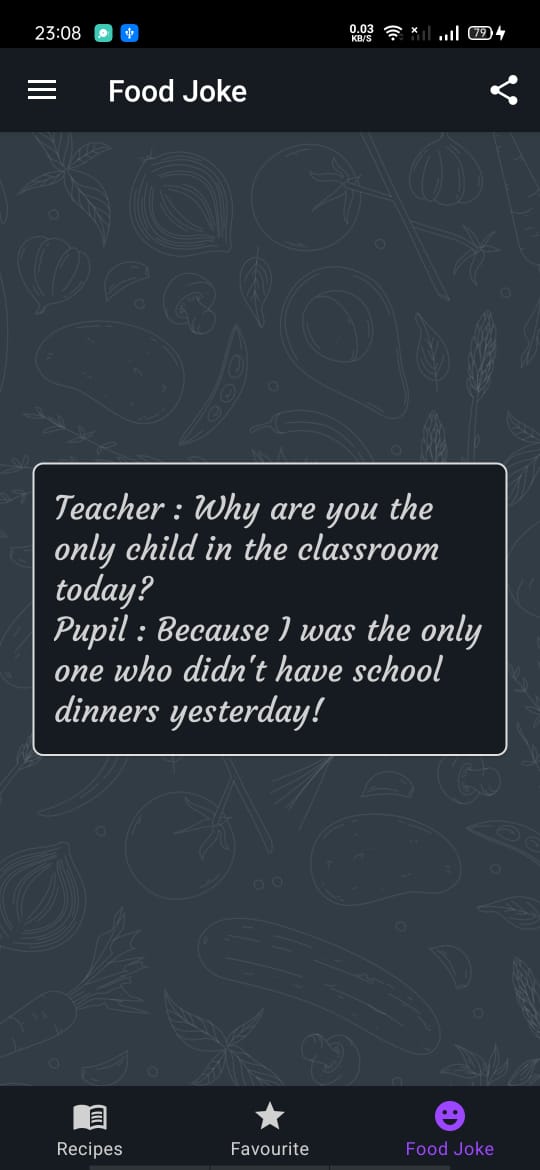 23:08
0.03
KB/S
79
Food Joke
Teacher : Why are you the
only child in the classroom
today?
Pupil : Because I was the only
one who didn't have school
dinners yesterday!
Recipes
Favourite
Food Joke